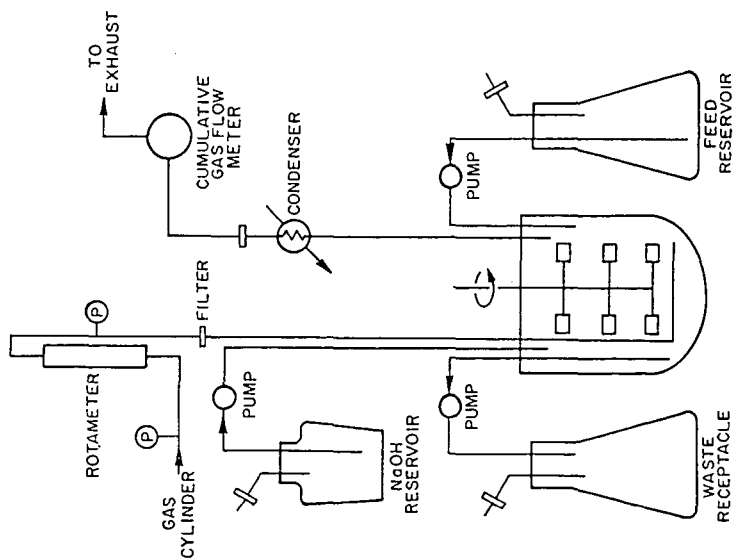 TO
EXHAUST
CUMULATIVE
GAS FLOW
METER
CONDENSER
PUMP
FEED
RESERVOIR
P
P
ROTAMETER
FILTER
GAS
CYLINDER
PUMP
NaOH
RESERVOIR
PUMP
WASTE
RECEPTACLE